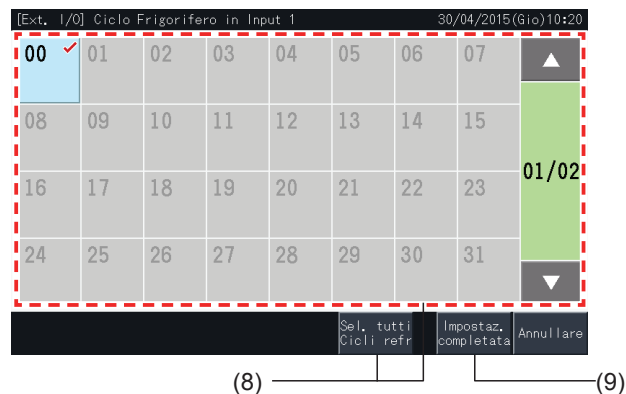 [Ext. I/O] Ciclo Frigorifero in Input 1 30/04/2015(Gio)10:20
00 01 02 03 04 05 06 07
08 09 10 11 12 13 14 15
01/02
16 17 18 19 20 21 22 23
24 25 26 27 28 29 30 31
Sel. tutti Impostaz. Annullare
Cicli refr completata
(8) (9)